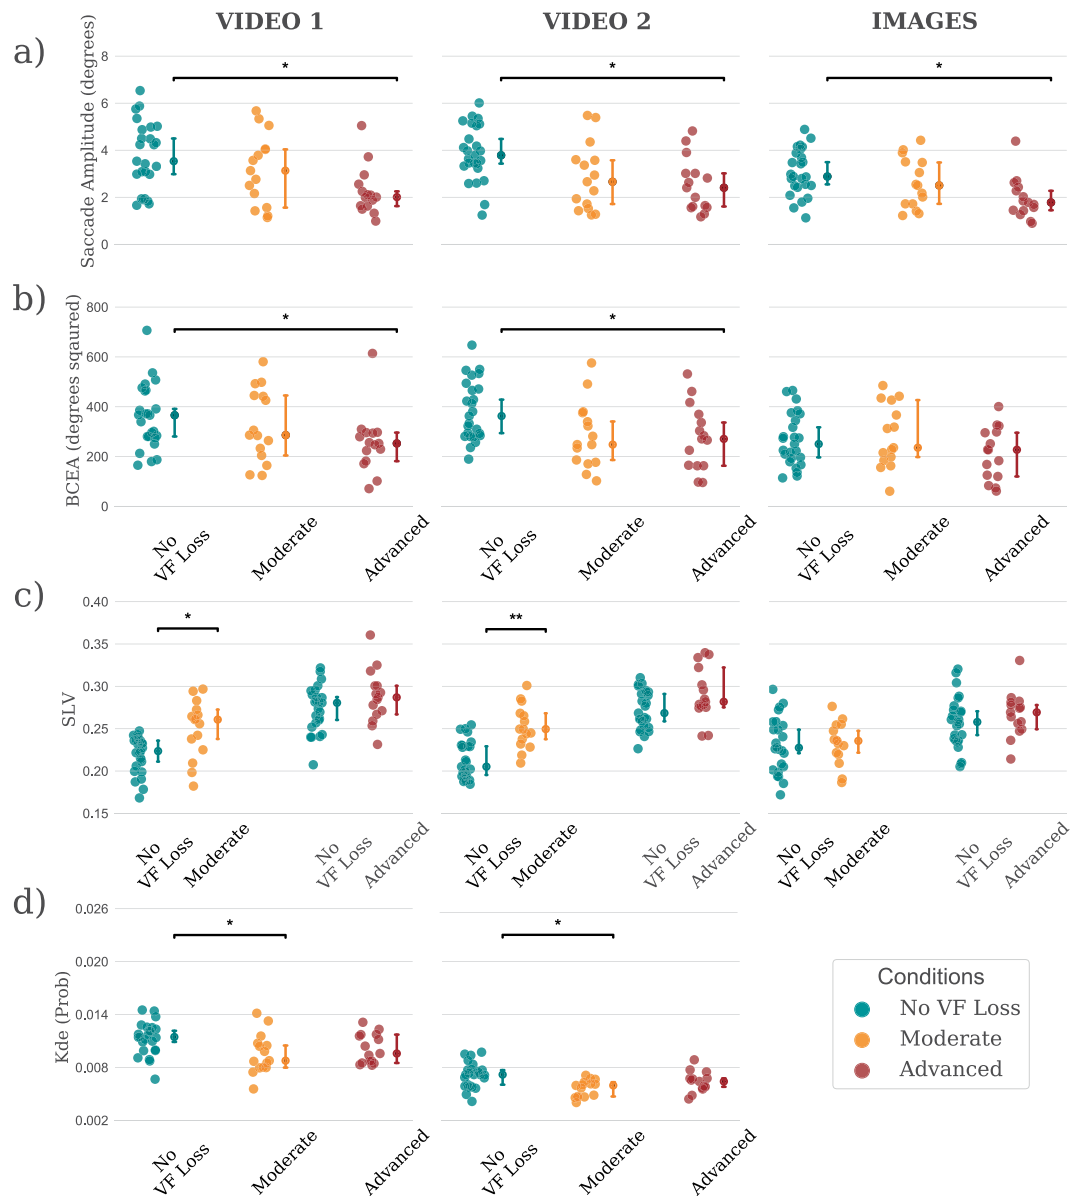 VIDEO 1
VIDEO 2
IMAGES
a)
Saccade Amplitude (degrees)
8
6
4
2
0
*
*
*
b)
BCEA (degrees sqaured)
800
600
400
200
0
*
*
No
VF Loss
Moderate
Advanced
No
VF Loss
Moderate
Advanced
No
VF Loss
Moderate
Advanced
c)
SLV
0.40
0.35
0.30
0.25
0.20
0.15
*
**
No
VF Loss
Moderate
No
VF Loss
Advanced
No
VF Loss
Moderate
No
VF Loss
Advanced
No
VF Loss
Moderate
No
VF Loss
Advanced
d)
Kde (Prob)
0.026
0.020
0.014
0.008
0.002
*
*
No
VF Loss
Moderate
Advanced
No
VF Loss
Moderate
Advanced
Conditions
No VF Loss
Moderate
Advanced